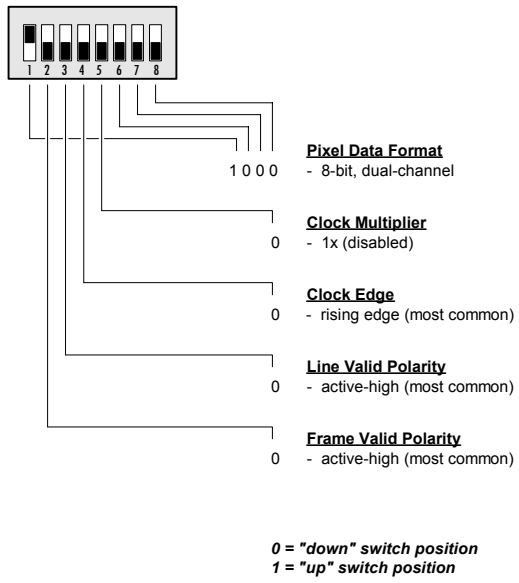 1 2 3 4 5 6 7 8
Pixel Data Format
1 0 0 0 - 8-bit, dual-channel
Clock Multiplier
0 - 1x (disabled)
Clock Edge
0 - rising edge (most common)
Line Valid Polarity
0 - active-high (most common)
Frame Valid Polarity
0 - active-high (most common)
0 = "down" switch position
1 = "up" switch position